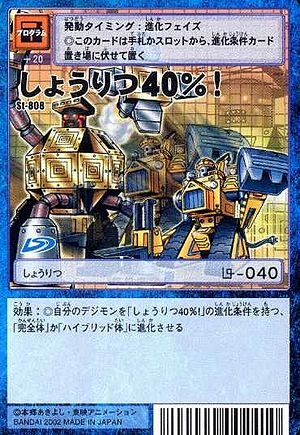 プログラム
P
+20
発動タイミング：進化フェイズ
◎このカードは手札かスロットから、進化条件カード
置き場に伏せて置く
しょうりつ40%！
St-808
しょうりつ
-040
効果：◎自分のデジモンを「しょうりつ40%！」の進化条件を持つ、
「完全体」か「ハイブリッド体」に進化させる
©本郷あきよし・東映アニメーション
BANDAI 2002 MADE IN JAPAN